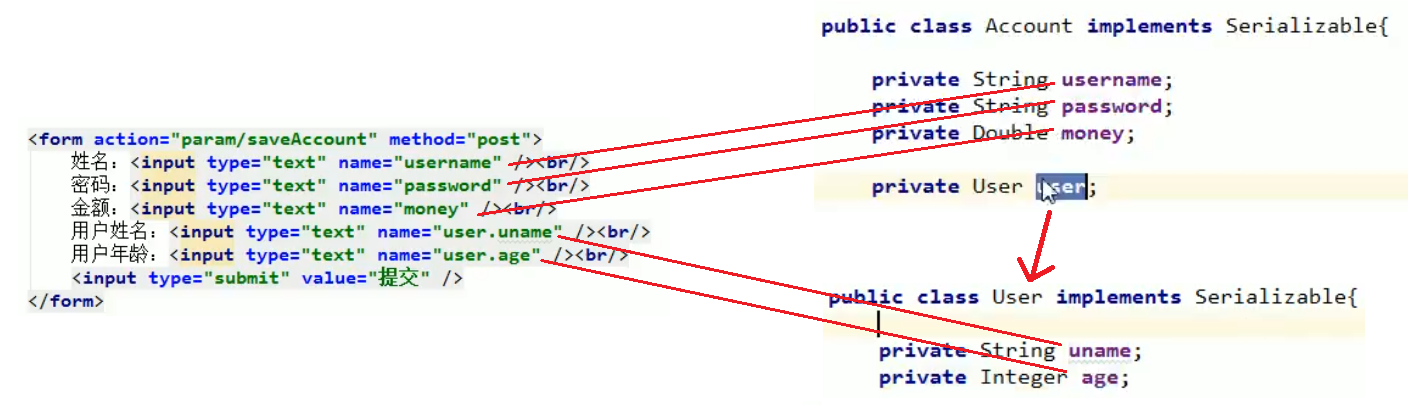 <form action="param/saveAccount" method="post">
姓名：<input type="text" name="username" /><br/>
密码：<input type="text" name="password" /><br/>
金额：<input type="text" name="money" /><br/>
用户姓名：<input type="text" name="user.uname" /><br/>
用户年龄：<input type="text" name="user.age" /><br/>
<input type="submit" value="提交" />
</form>
public class Account implements Serializable{
private String username;
private String password;
private Double money;
private User user;
public class User implements Serializable{
private String uname;
private Integer age;